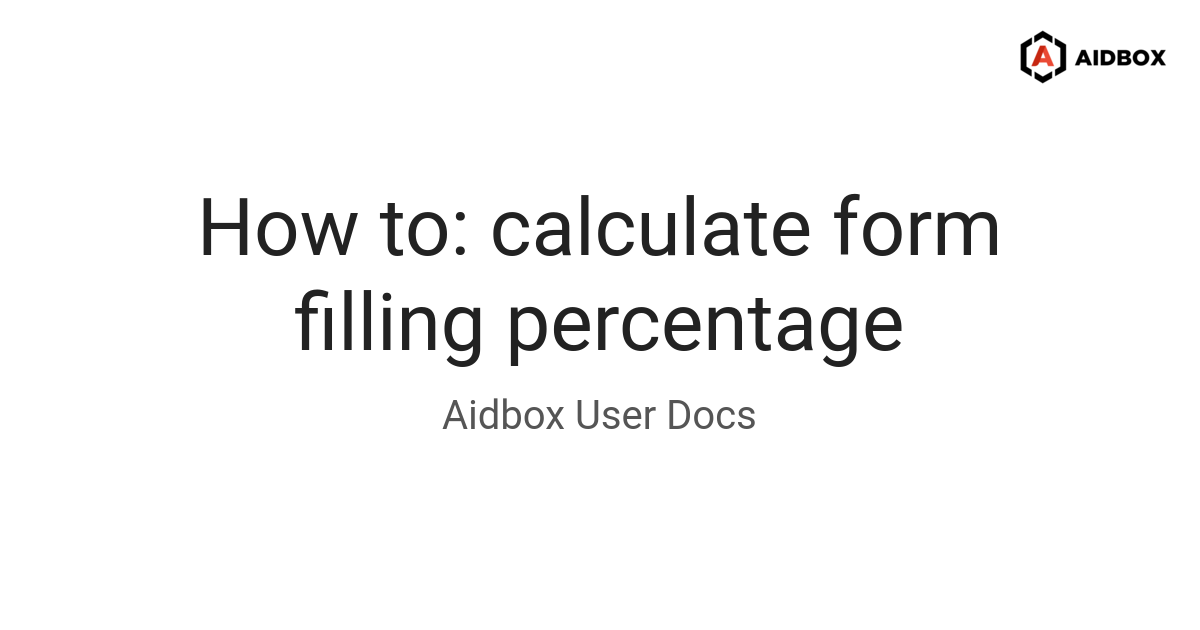 AIDBOX
How to: calculate form
filling percentage
Aidbox User Docs